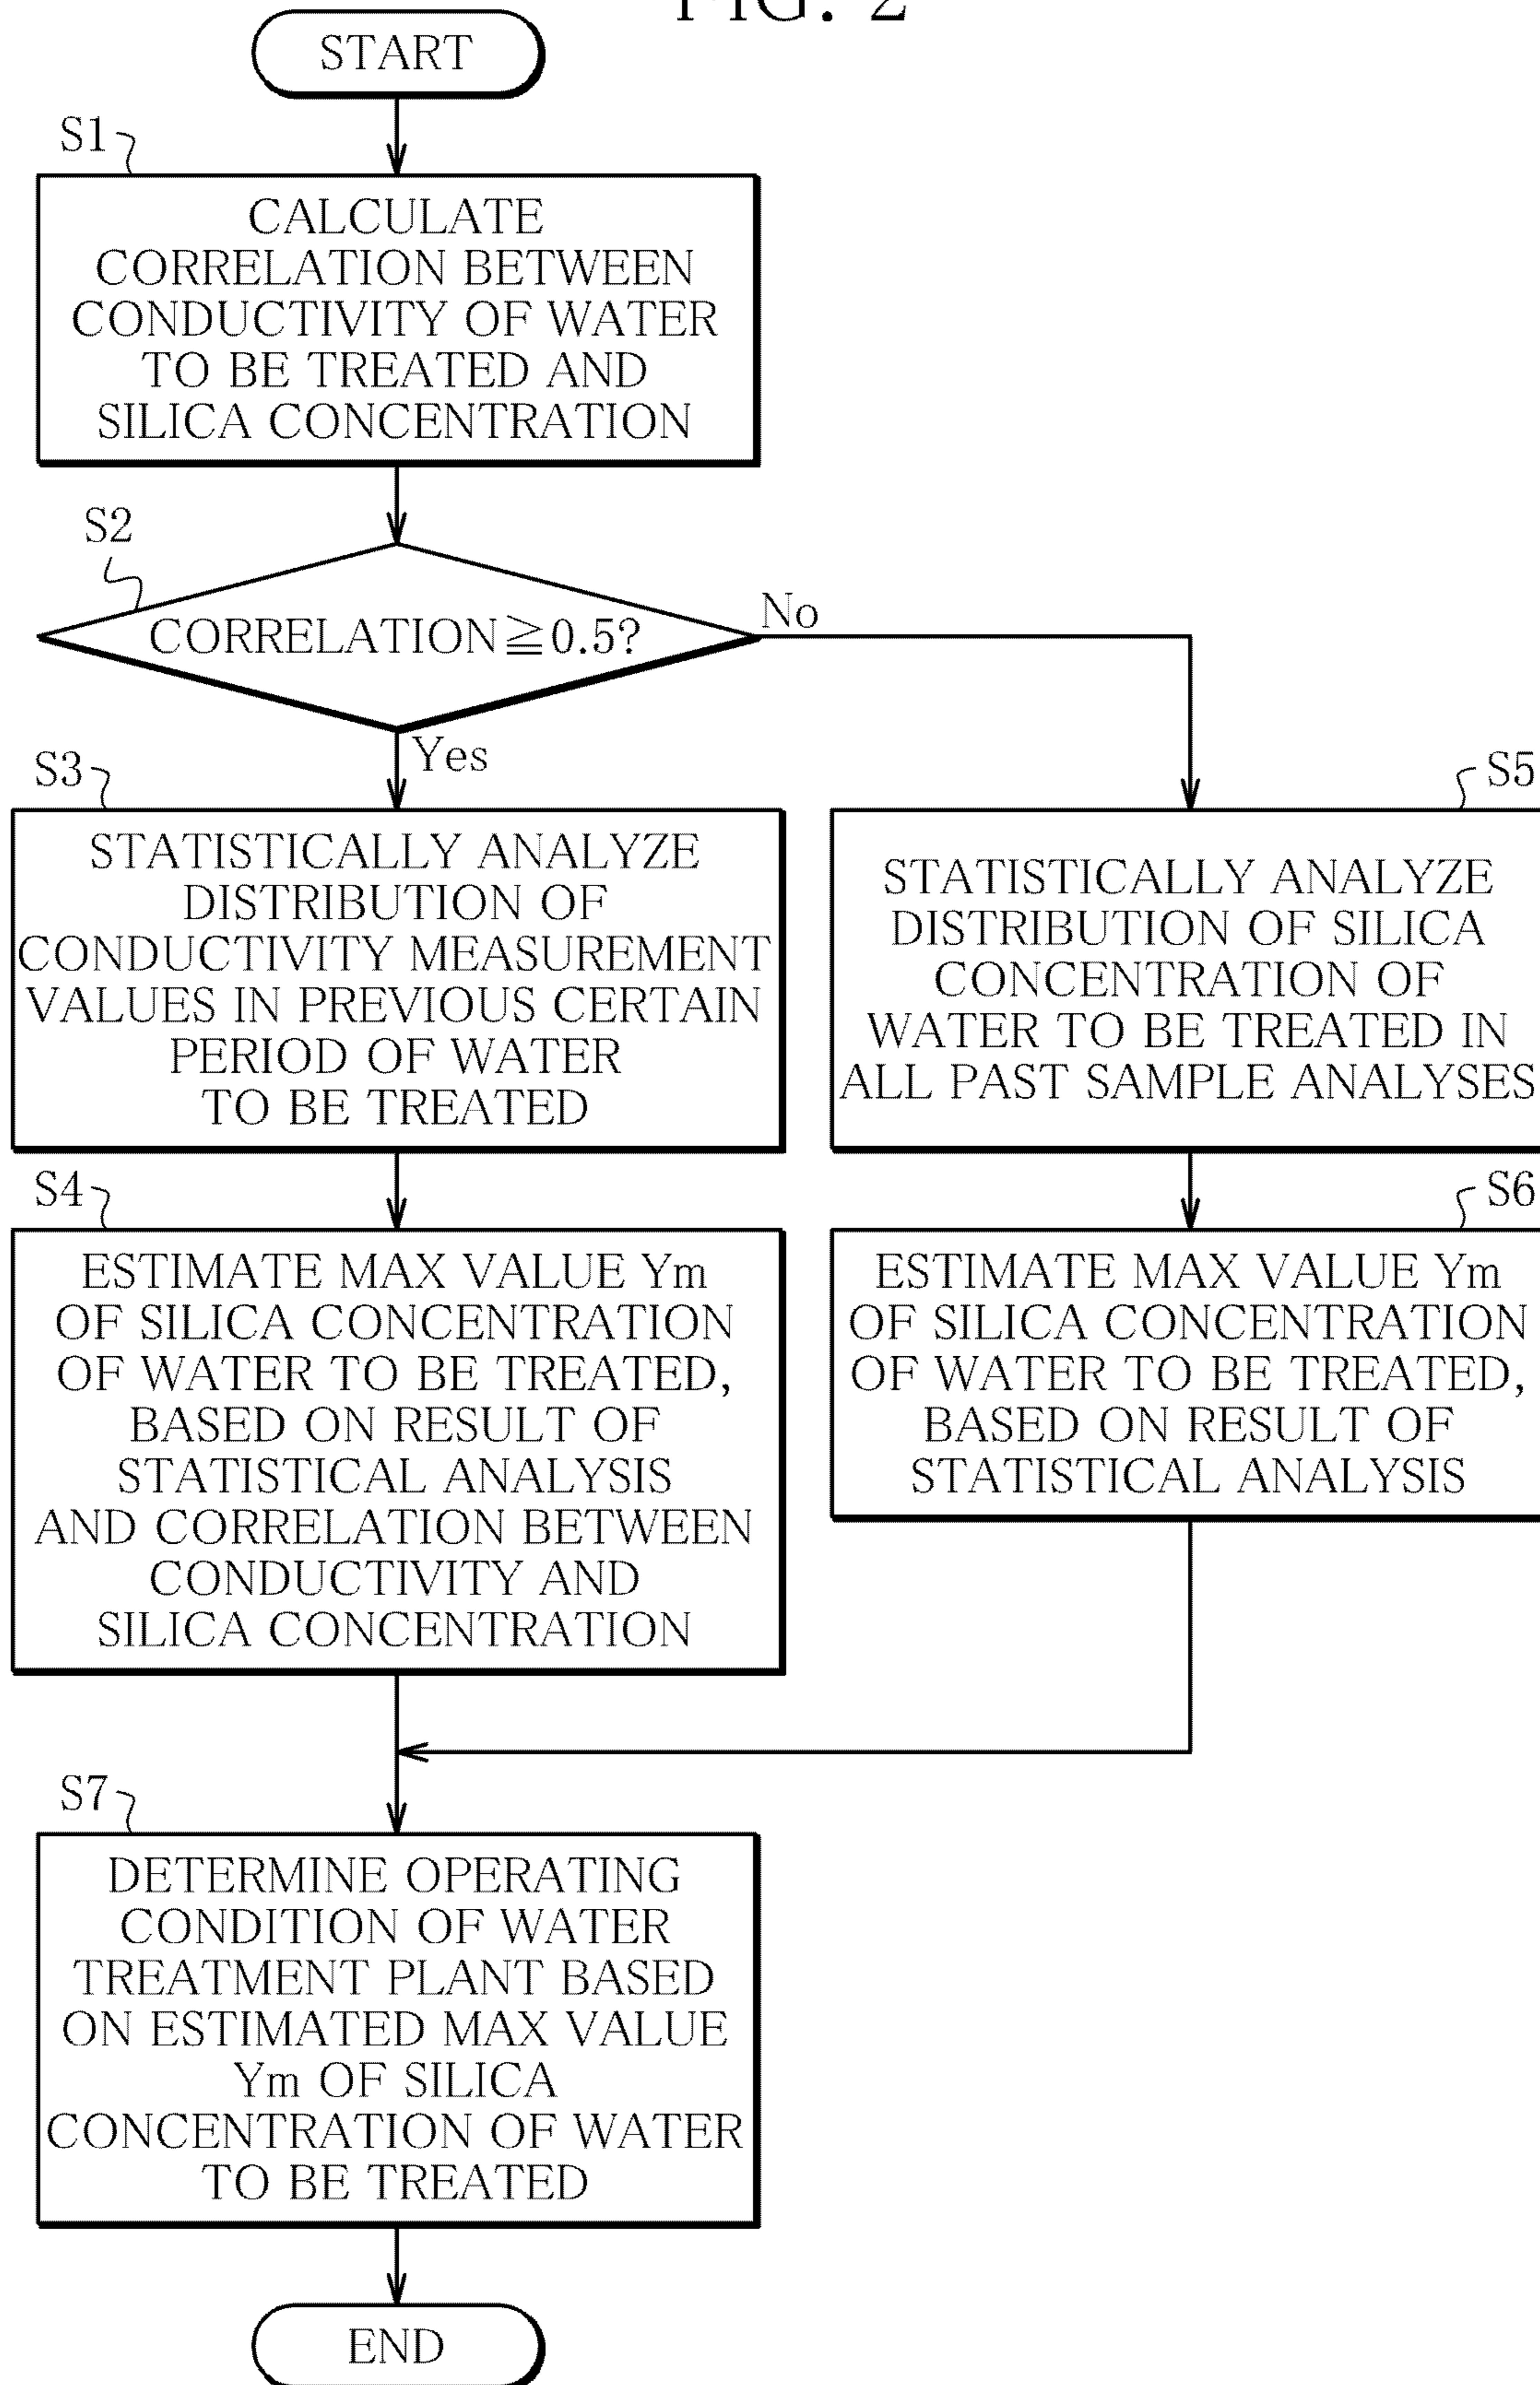 FIG. 2
START
S1
CALCULATE
CORRELATION BETWEEN
CONDUCTIVITY OF WATER
TO BE TREATED AND
SILICA CONCENTRATION
S2
CORRELATION≧0.5?
No
Yes
S3
STATISTICALLY ANALYZE
DISTRIBUTION OF
CONDUCTIVITY MEASUREMENT
VALUES IN PREVIOUS CERTAIN
PERIOD OF WATER
TO BE TREATED
S5
STATISTICALLY ANALYZE
DISTRIBUTION OF SILICA
CONCENTRATION OF
WATER TO BE TREATED IN
ALL PAST SAMPLE ANALYSES
S4
ESTIMATE MAX VALUE Ym
OF SILICA CONCENTRATION
OF WATER TO BE TREATED,
BASED ON RESULT OF
STATISTICAL ANALYSIS
AND CORRELATION BETWEEN
CONDUCTIVITY AND
SILICA CONCENTRATION
S6
ESTIMATE MAX VALUE Ym
OF SILICA CONCENTRATION
OF WATER TO BE TREATED,
BASED ON RESULT OF
STATISTICAL ANALYSIS
S7
DETERMINE OPERATING
CONDITION OF WATER
TREATMENT PLANT BASED
ON ESTIMATED MAX VALUE
Ym OF SILICA
CONCENTRATION OF WATER
TO BE TREATED
END